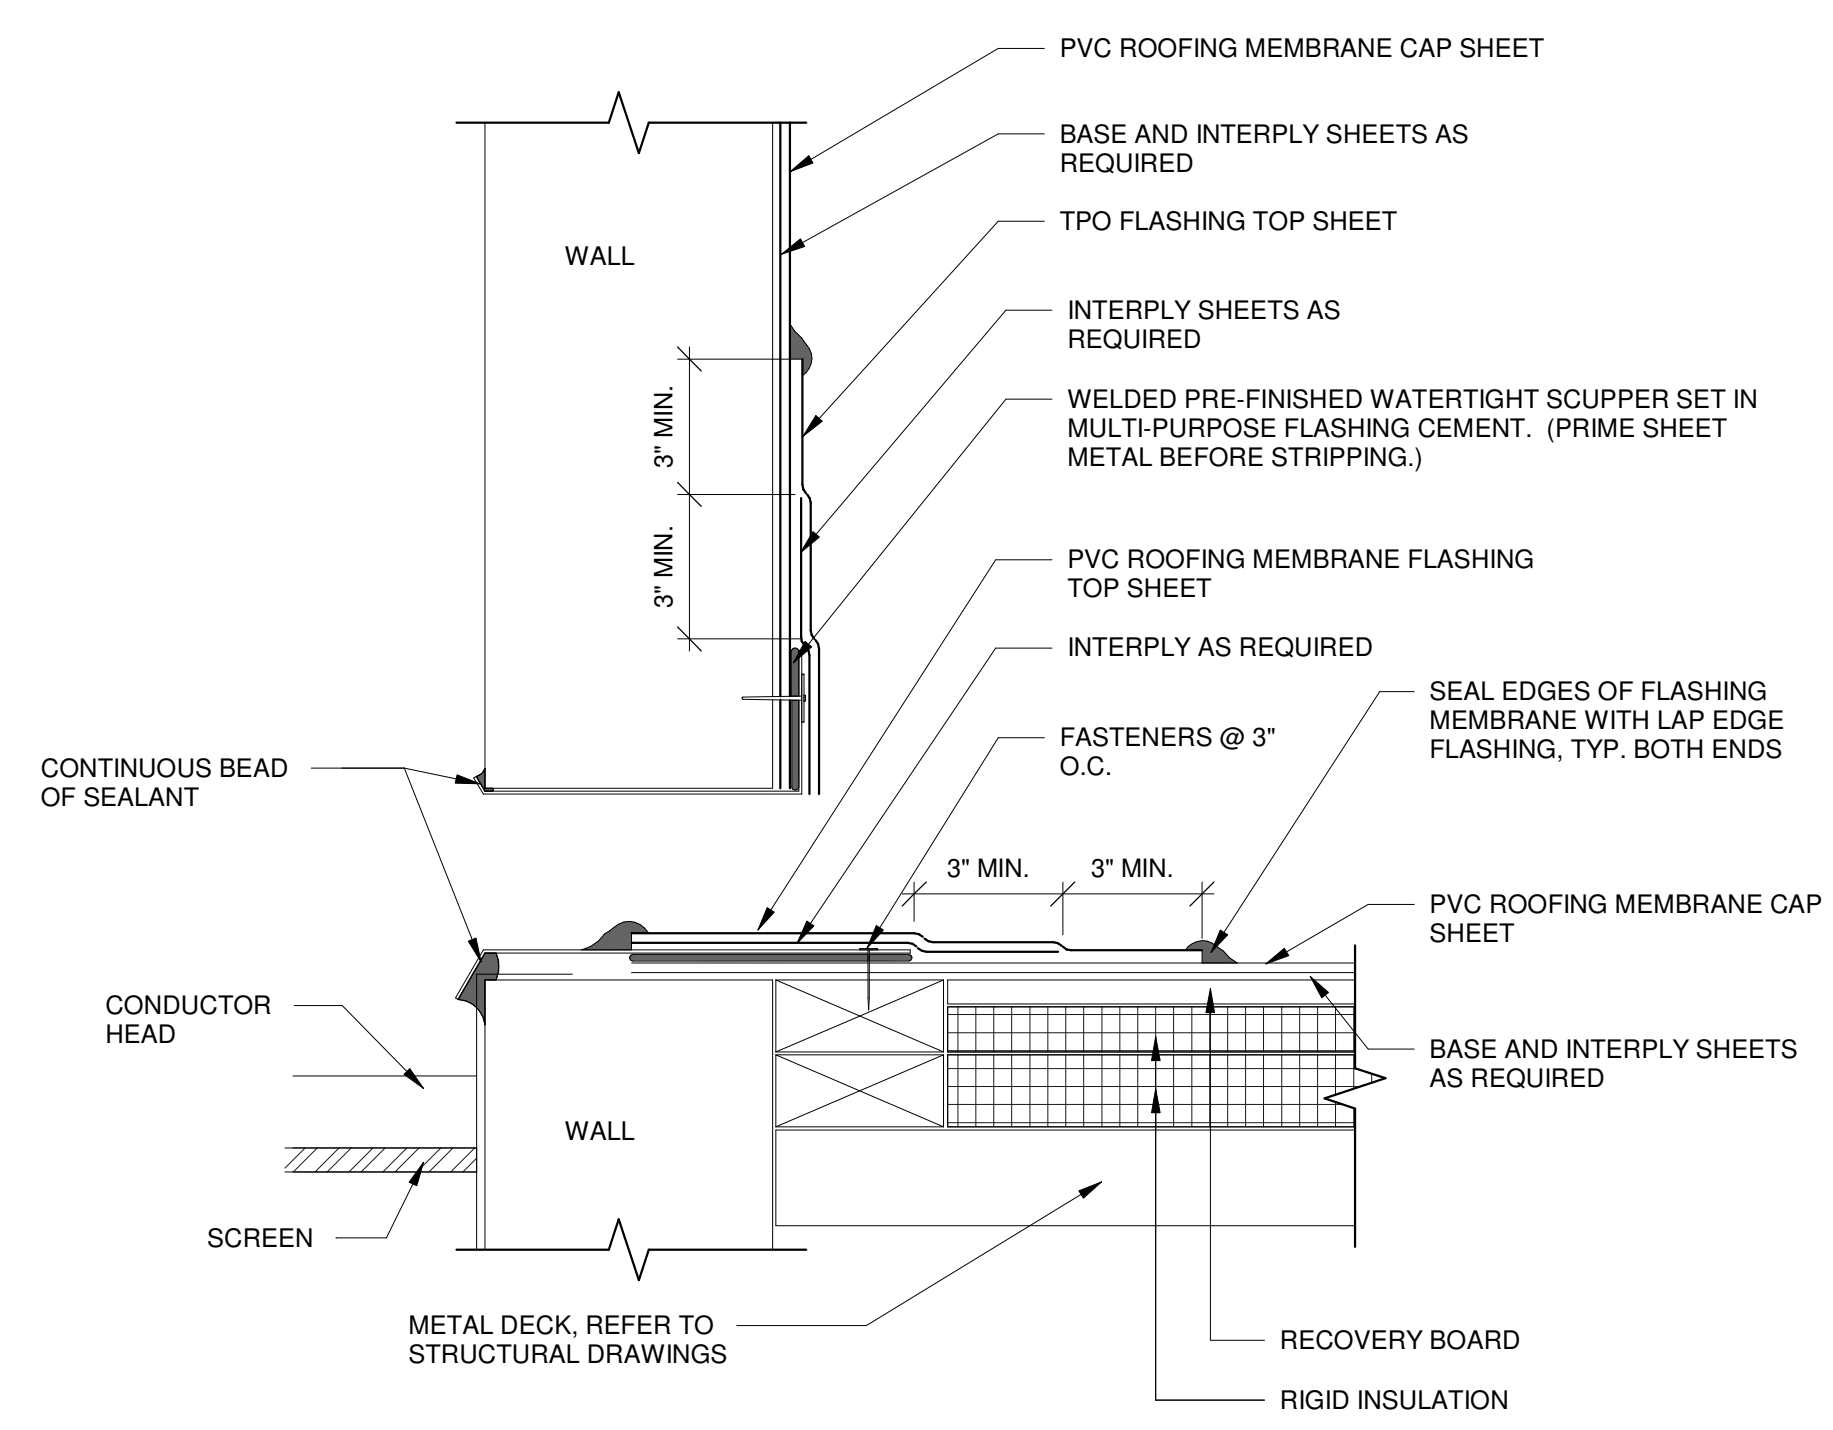 PVC ROOFING MEMBRANE CAP SHEET
BASE AND INTERPLY SHEETS AS
REQUIRED
TPO FLASHING TOP SHEET
WALL
INTERPLY SHEETS AS
REQUIRED
3" MIN.
WELDED PRE-FINISHED WATERTIGHT SCUPPER SET IN
MULTI-PURPOSE FLASHING CEMENT. (PRIME SHEET
METAL BEFORE STRIPPING.)
3" MIN.
PVC ROOFING MEMBRANE FLASHING
TOP SHEET
INTERPLY AS REQUIRED
SEAL EDGES OF FLASHING
MEMBRANE WITH LAP EDGE
FLASHING, TYP. BOTH ENDS
FASTENERS @ 3"
O.C.
CONTINUOUS BEAD
OF SEALANT
3" MIN.
3" MIN.
PVC ROOFING MEMBRANE CAP
SHEET
CONDUCTOR
HEAD
BASE AND INTERPLY SHEETS
AS REQUIRED
WALL
SCREEN
METAL DECK, REFER TO
STRUCTURAL DRAWINGS
RECOVERY BOARD
RIGID INSULATION